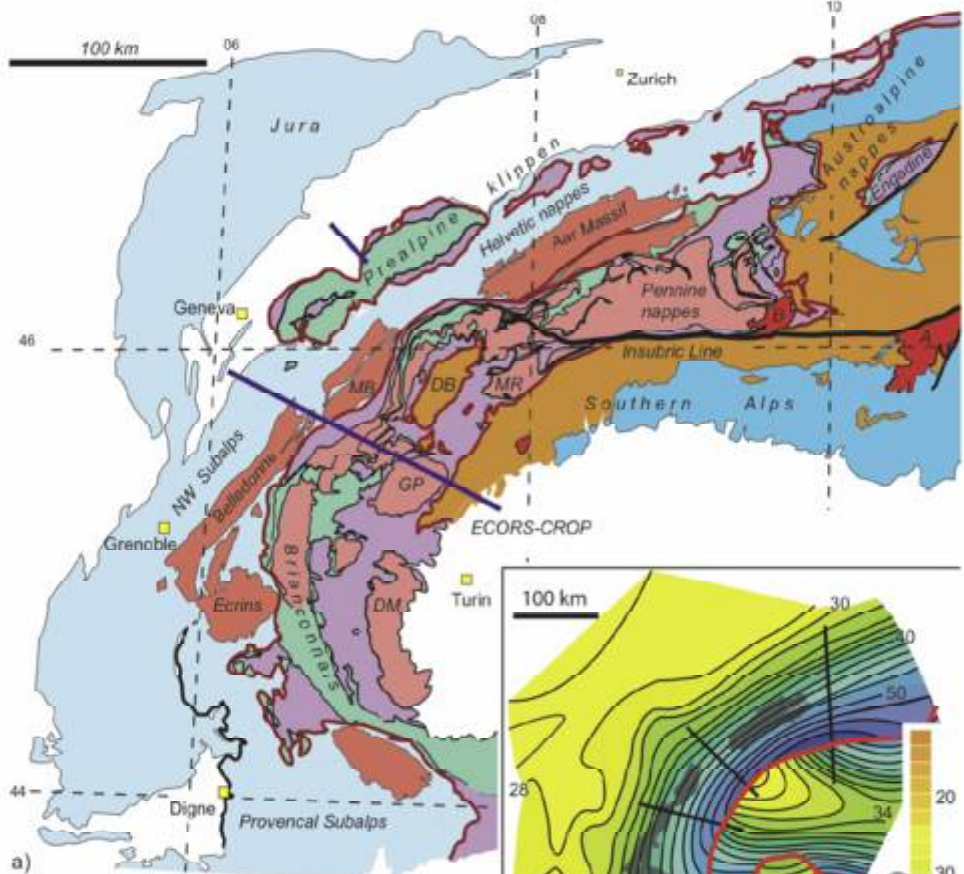 100 km
06
08
10
Zurich
Jura
klippen
Austroalpine
nappes
Engadine
Helvetic nappes
Aar Massif
Prealpine
Pennine
nappes
Geneva
B
A
46
Insubric Line
MB
DB
MR
Southern Alps
NW Subalps
Belledonne
GP
ECORS-CROP
Grenoble
Briançonnais
Turin
Ecrins
DM
100 km
30
40
50
28
20
34
44
Digne
Provencal Subalps
a)
30